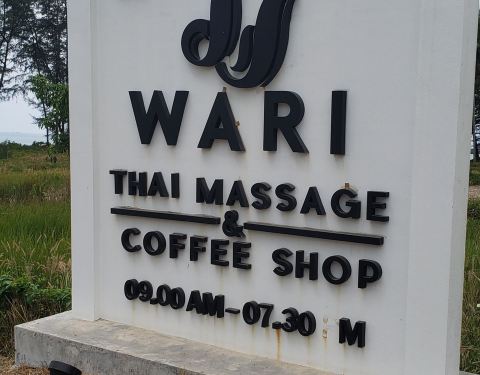 WARI
THAI MASSAGE
&
COFFEE SHOP
09.00 AM - 07.30 M